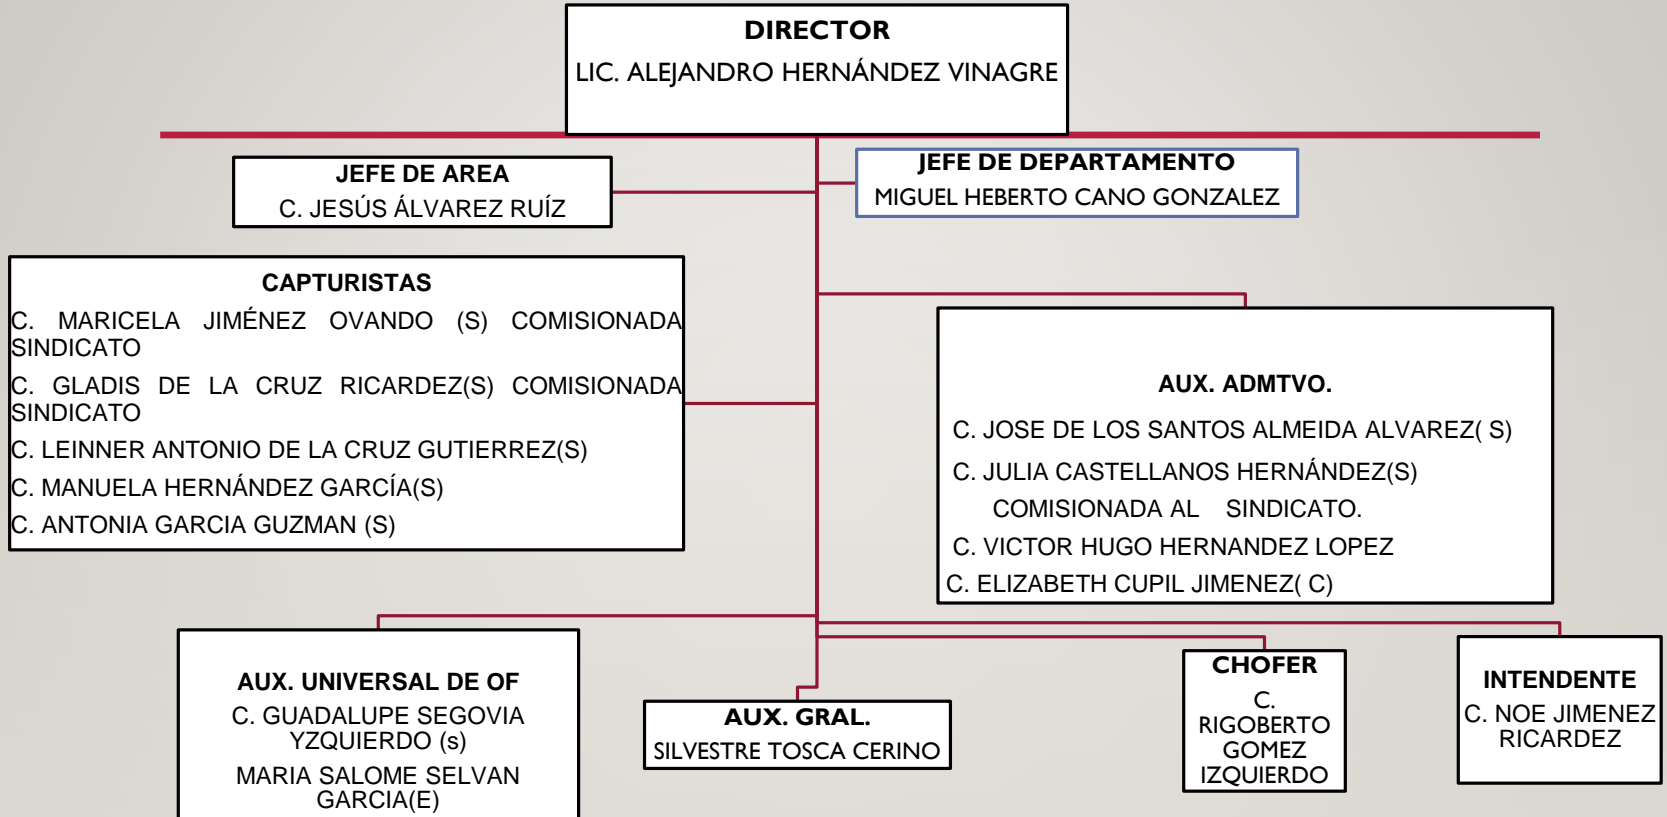 DIRECTOR
LIC. ALEJANDRO HERNÁNDEZ VINAGRE
JEFE DE AREA
C. JESÚS ÁLVAREZ RUÍZ
JEFE DE DEPARTAMENTO
MIGUEL HEBERTO CANO GONZALEZ
CAPTURISTAS
C. MARICELA JIMÉNEZ OVANDO (S) COMISIONADA
SINDICATO
C. GLADIS DE LA CRUZ RICARDEZ(S) COMISIONADA
SINDICATO
C. LEINNER ANTONIO DE LA CRUZ GUTIERREZ(S)
C. MANUELA HERNÁNDEZ GARCÍA(S)
C. ANTONIA GARCIA GUZMAN (S)
AUX. ADMTVO.
C. JOSE DE LOS SANTOS ALMEIDA ALVAREZ( S)
C. JULIA CASTELLANOS HERNÁNDEZ(S)
COMISIONADA AL SINDICATO.
C. VICTOR HUGO HERNANDEZ LOPEZ
C. ELIZABETH CUPIL JIMENEZ( C)
AUX. UNIVERSAL DE OF
C. GUADALUPE SEGOVIA
YZQUIERDO (s)
MARIA SALOME SELVAN
GARCIA(E)
AUX. GRAL.
SILVESTRE TOSCA CERINO
CHOFER
C.
RIGOBERTO
GOMEZ
IZQUIERDO
INTENDENTE
C. NOE JIMENEZ
RICARDEZ